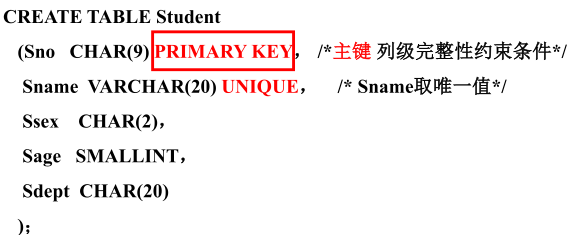 CREATE TABLE Student
(Sno CHAR(9) PRIMARY KEY, /*主键 列级完整性约束条件*/
Sname VARCHAR(20) UNIQUE, /* Sname取唯一值*/
Ssex CHAR(2),
Sage SMALLINT,
Sdept CHAR(20)
);